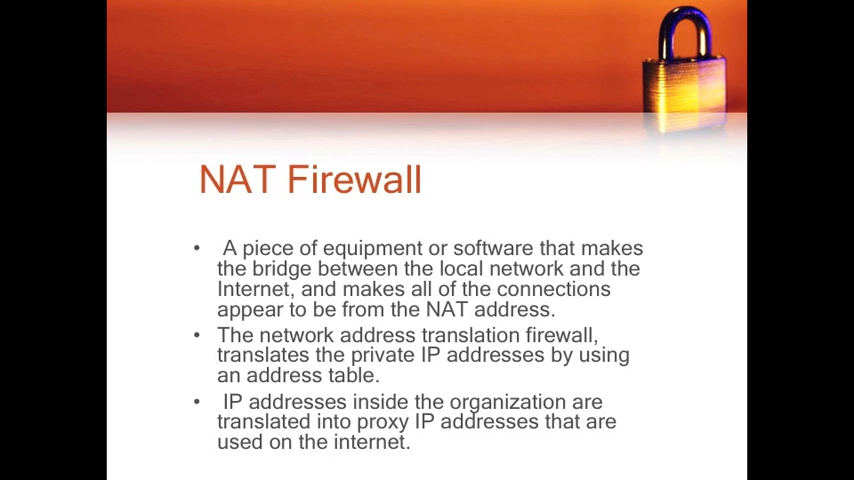 NAT Firewall
• A piece of equipment or software that makes
the bridge between the local network and the
Internet, and makes all of the connections
appear to be from the NAT address.
• The network address translation firewall,
translates the private IP addresses by using
an address table.
• IP addresses inside the organization are
translated into proxy IP addresses that are
used on the internet.